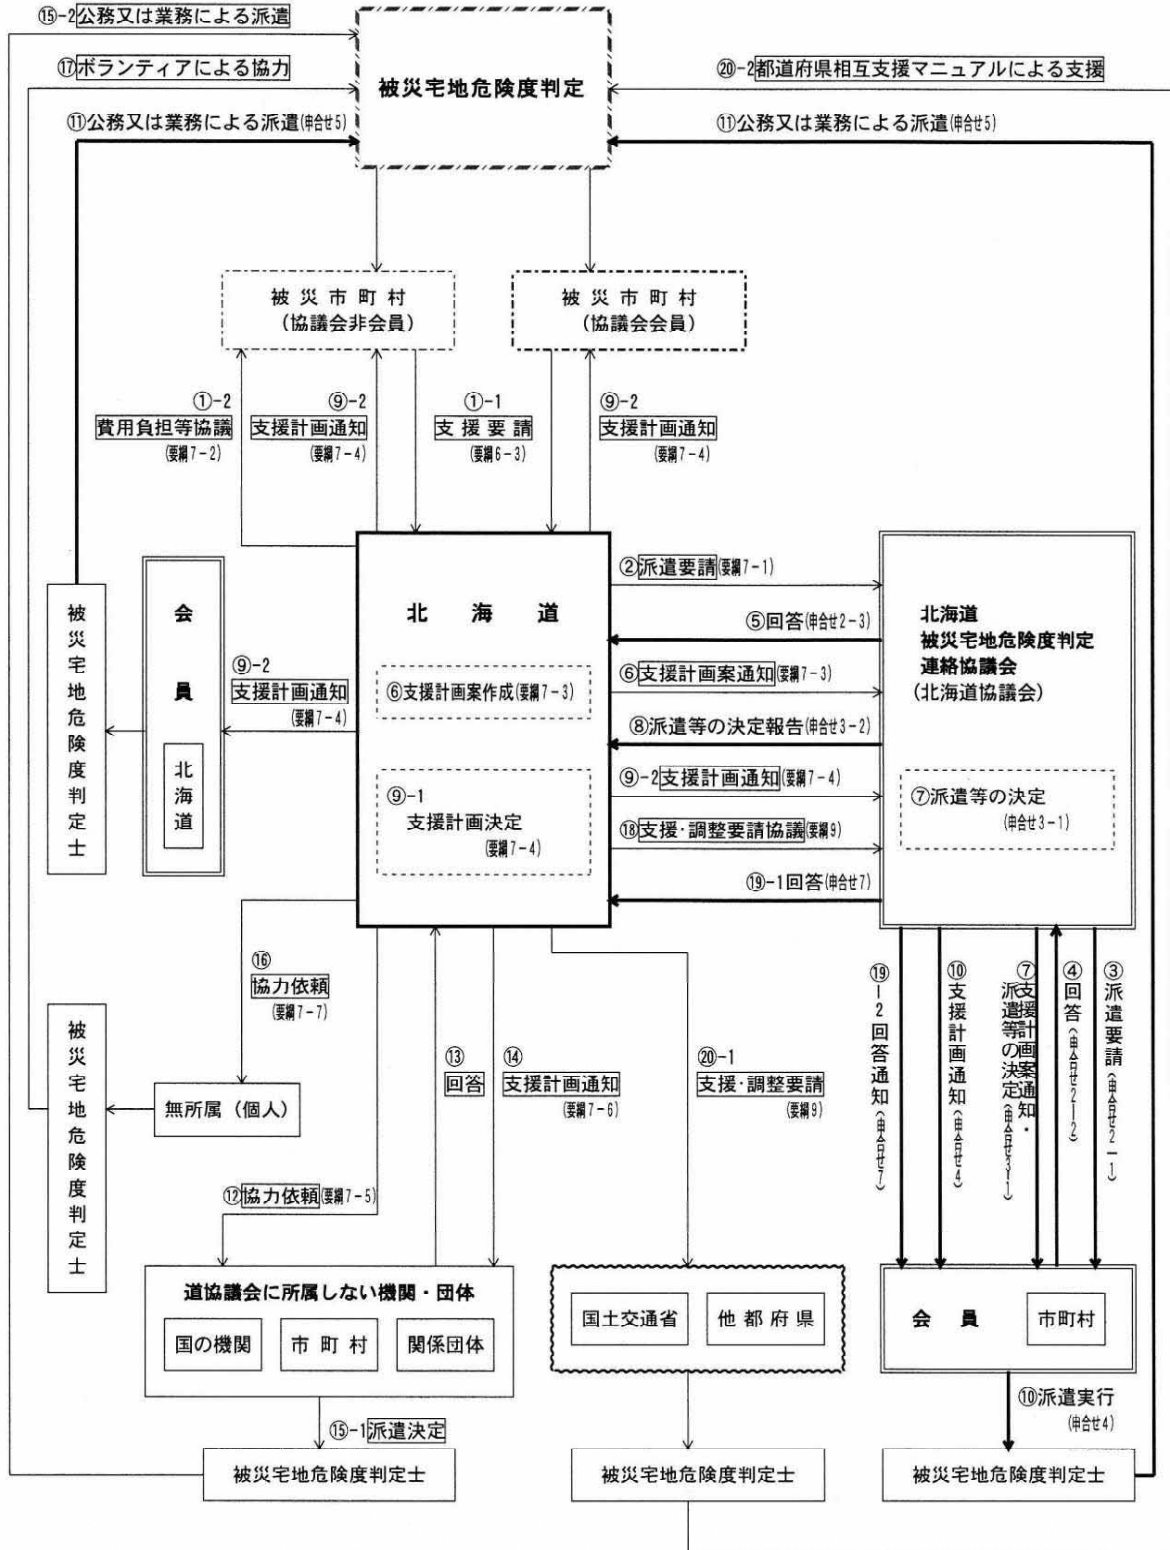 ⑮-2公務又は業務による派遣
⑰ボランティアによる協力
⑪公務又は業務による派遣(申合せ5)
被災宅地危険度判定
⑳-2都道府県相互支援マニュアルによる支援
⑪公務又は業務による派遣(申合せ5)
被災市町村
(協議会非会員)
被災市町村
(協議会会員)
①-2
費用負担等協議
(要綱7-2)
⑨-2
支援計画通知
(要綱7-4)
①-1
支援要請
(要綱6-3)
⑨-2
支援計画通知
(要綱7-4)
被災宅地危険度判定士
会員
北海道
⑨-2
支援計画通知
(要綱7-4)
北海道
⑥支援計画案作成(要綱7-3)
⑨-1
支援計画決定
(要綱7-4)
②派遣要請(要綱7-1)
⑤回答(申合せ2-3)
⑥支援計画案通知(要綱7-3)
⑧派遣等の決定報告(申合せ3-2)
⑨-2支援計画通知(要綱7-4)
⑱支援・調整要請協議(要綱9)
⑲-1回答(申合せ7)
北海道
被災宅地危険度判定
連絡協議会
(北海道協議会)
⑦派遣等の決定
(申合せ3-1)
⑯
協力依頼
(要綱7-7)
被災宅地危険度判定士
無所属(個人)
⑫協力依頼(要綱7-5)
⑬
回答
⑭
支援計画通知
(要綱7-6)
⑳-1
支援・調整要請
(要綱9)
⑲-2回答通知(申合せ7)
⑩支援計画通知(申合せ4)
⑦支援計画案通知・
派遣等の決定(申合せ3-1)
④回答(申合せ2-2)
③派遣要請(申合せ2-1)
道協議会に所属しない機関・団体
国の機関
市町村
関係団体
国土交通省
他都府県
会員
市町村
⑮-1派遣決定
⑩派遣実行
(申合せ4)
被災宅地危険度判定士
被災宅地危険度判定士
被災宅地危険度判定士